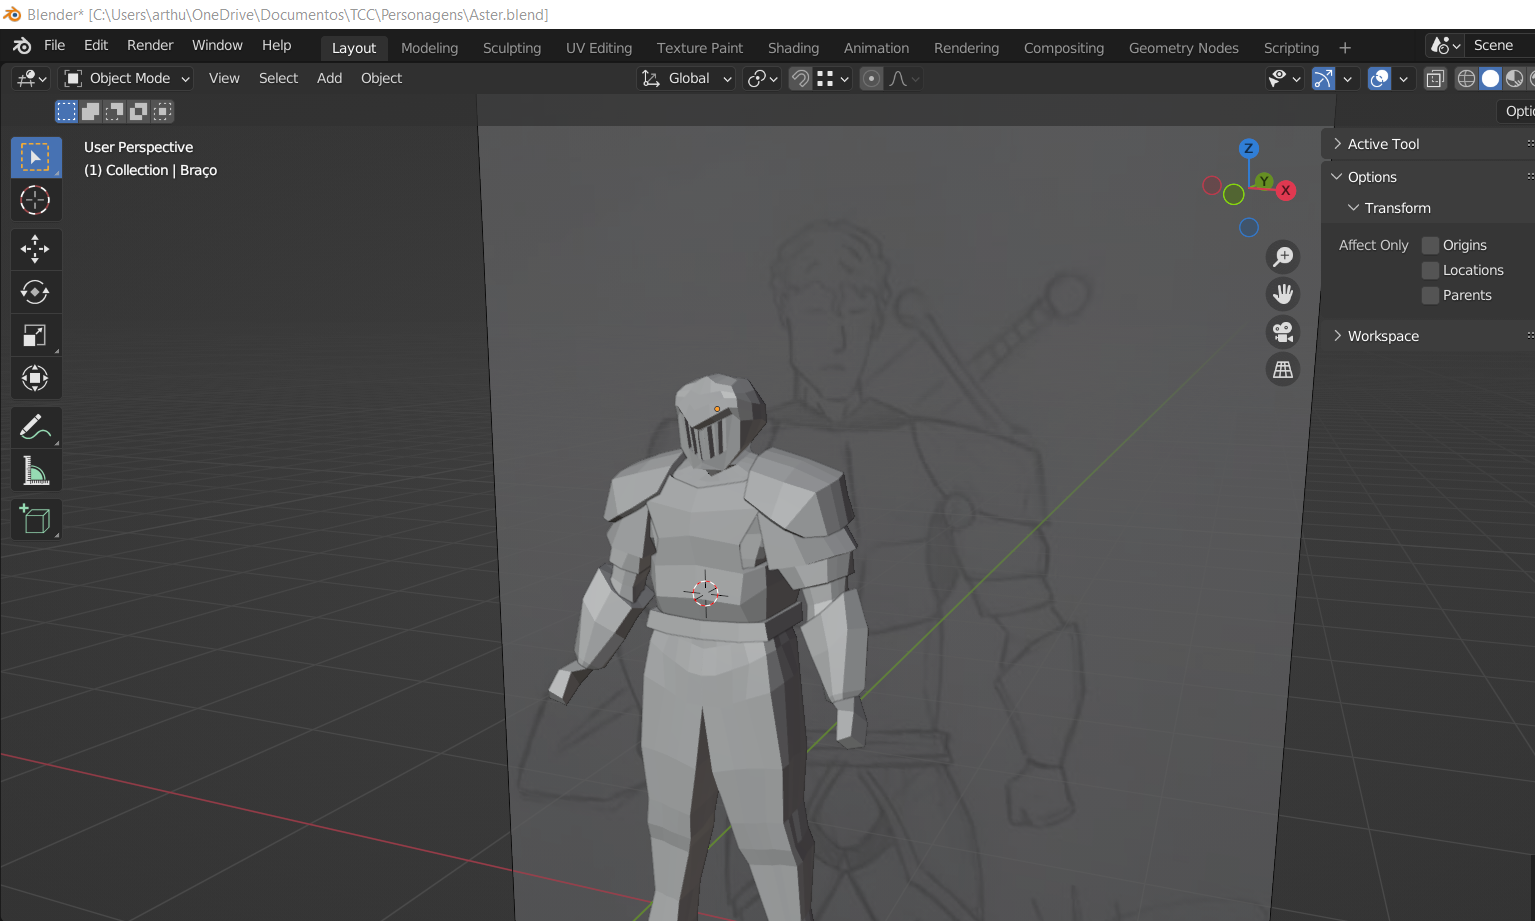 Blender* [C:\Users\arthu\OneDrive\Documentos\TCC\Personagens\Aster.blend]
File Edit Render Window Help Layout Modeling Sculpting UV Editing Texture Paint Shading Animation Rendering Compositing Geometry Nodes Scripting + Scene
Object Mode View Select Add Object Global
Optio
User Perspective
(1) Collection | Braço
Z
Y
X
Active Tool
Options
Transform
Affect Only Origins
Locations
Parents
Workspace